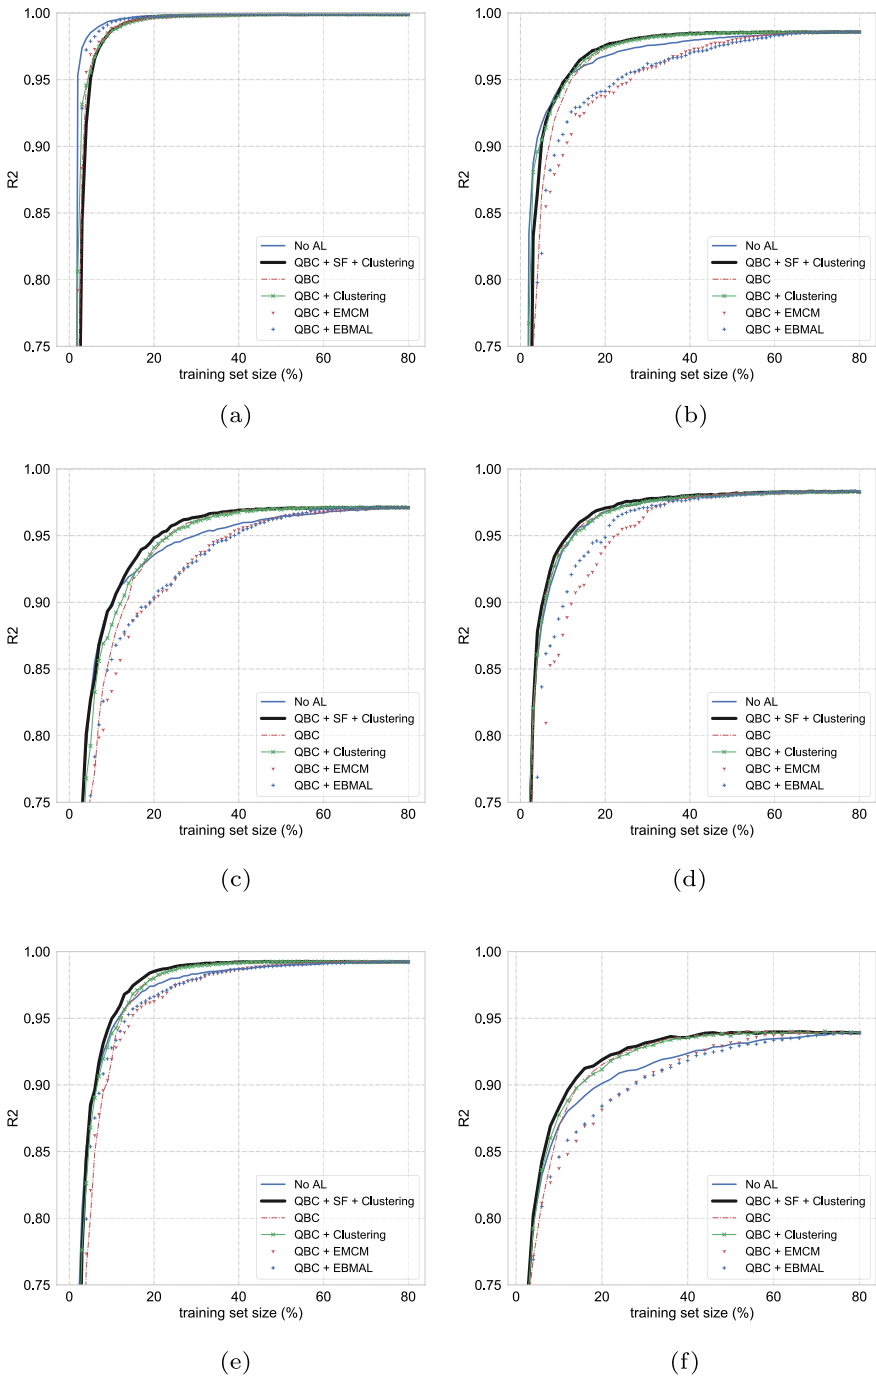 1.00
0.95
0.90
0.85
0.80
0.75
R2
No AL
QBC + SF + Clustering
QBC
QBC + Clustering
QBC + EMCM
QBC + EBMAL
0 20 40 60 80
training set size (%)
(a)
1.00
0.95
0.90
0.85
0.80
0.75
R2
No AL
QBC + SF + Clustering
QBC
QBC + Clustering
QBC + EMCM
QBC + EBMAL
0 20 40 60 80
training set size (%)
(b)
1.00
0.95
0.90
0.85
0.80
0.75
R2
No AL
QBC + SF + Clustering
QBC
QBC + Clustering
QBC + EMCM
QBC + EBMAL
0 20 40 60 80
training set size (%)
(c)
1.00
0.95
0.90
0.85
0.80
0.75
R2
No AL
QBC + SF + Clustering
QBC
QBC + Clustering
QBC + EMCM
QBC + EBMAL
0 20 40 60 80
training set size (%)
(d)
1.00
0.95
0.90
0.85
0.80
0.75
R2
No AL
QBC + SF + Clustering
QBC
QBC + Clustering
QBC + EMCM
QBC + EBMAL
0 20 40 60 80
training set size (%)
(e)
1.00
0.95
0.90
0.85
0.80
0.75
R2
No AL
QBC + SF + Clustering
QBC
QBC + Clustering
QBC + EMCM
QBC + EBMAL
0 20 40 60 80
training set size (%)
(f)